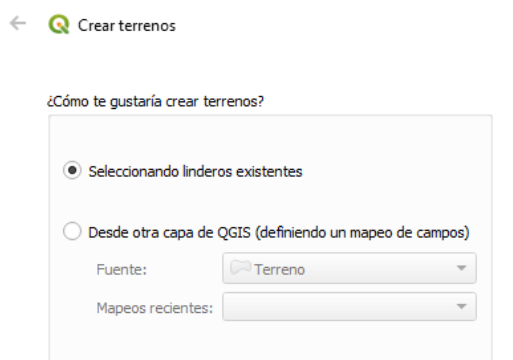 Crear terrenos
¿Cómo te gustaría crear terrenos?
Seleccionando linderos existentes
Desde otra capa de QGIS (definiendo un mapeo de campos)
Fuente: Terreno
Mapeos recientes: